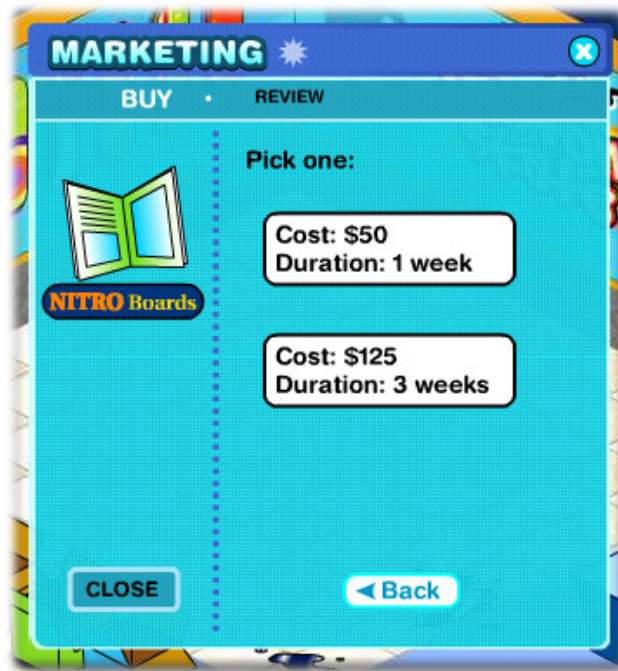 MARKETING
BUY · REVIEW
Pick one:
Cost: $50
Duration: 1 week
NITRO Boards
Cost: $125
Duration: 3 weeks
CLOSE
Back